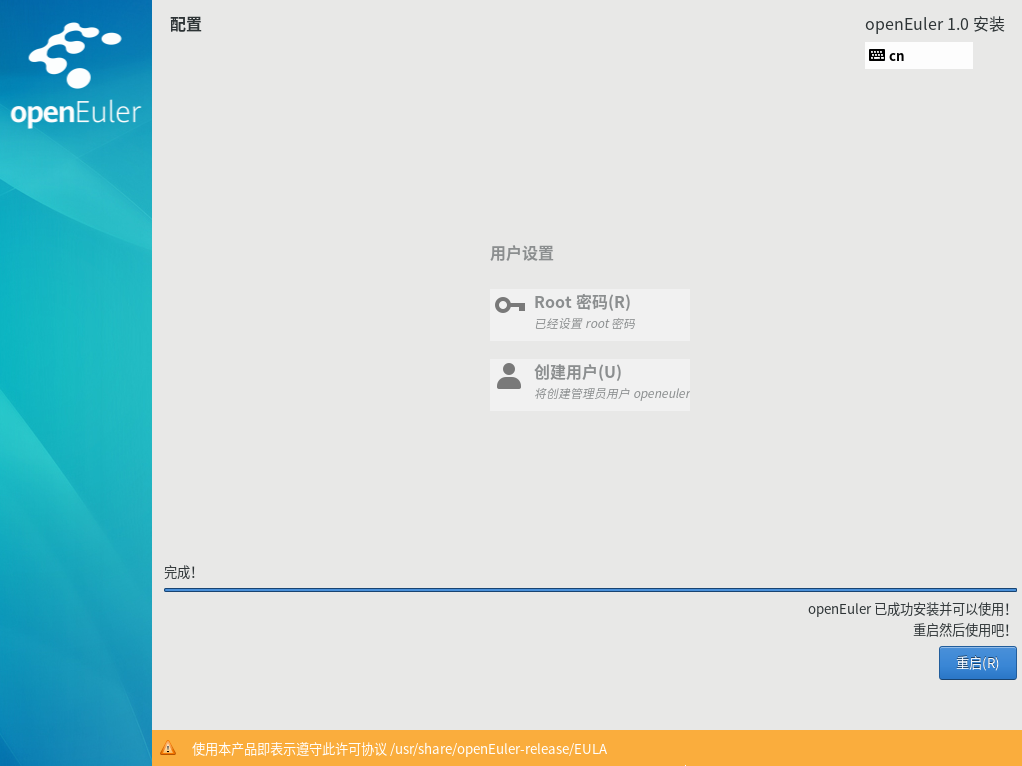 openEuler
配置
openEuler 1.0 安装
cn
用户设置
Root 密码(R)
已经设置 root 密码
创建用户(U)
将创建管理员用户 openeuler
完成!
openEuler 已成功安装并可以使用!
重启然后使用吧!
重启(R)
使用本产品即表示遵守此许可协议 /usr/share/openEuler-release/EULA